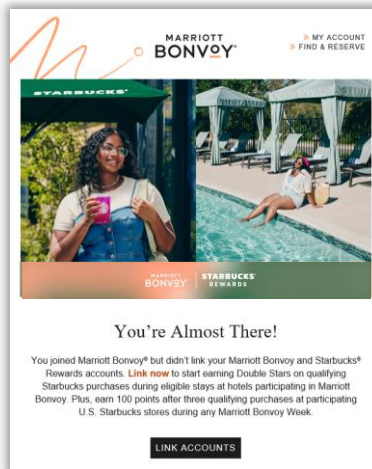 MARRIOTT
BONVOY®
» MY ACCOUNT
» FIND & RESERVE
STARBUCKS®
MARRIOTT
BONVOY®
STARBUCKS®
REWARDS
You're Almost There!
You joined Marriott Bonvoy® but didn't link your Marriott Bonvoy and Starbucks®
Rewards accounts. Link now to start earning Double Stars on qualifying
Starbucks purchases during eligible stays at hotels participating in Marriott
Bonvoy. Plus, earn 100 points after three qualifying purchases at participating
U.S. Starbucks stores during any Marriott Bonvoy Week.
LINK ACCOUNTS